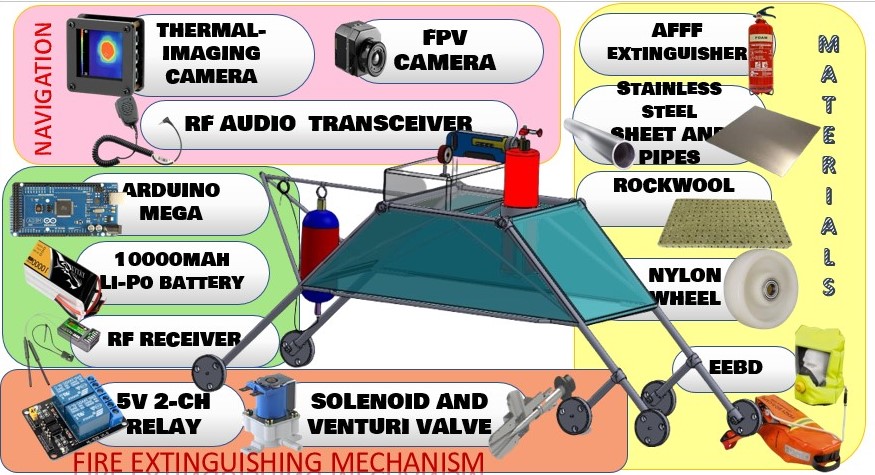 NAVIGATION
THERMAL-
IMAGING
CAMERA
FPV
CAMERA
RF AUDIO TRANSCEIVER
ARDUINO
MEGA
10000MAH
LI-PO BATTERY
RF RECEIVER
5V 2-CH
RELAY
SOLENOID AND
VENTURI VALVE
FIRE EXTINGUISHING MECHANISM
MATERIALS
AFFF
EXTINGUISHER
STAINLESS
STEEL
SHEET AND
PIPES
ROCKWOOL
NYLON
WHEEL
EEBD